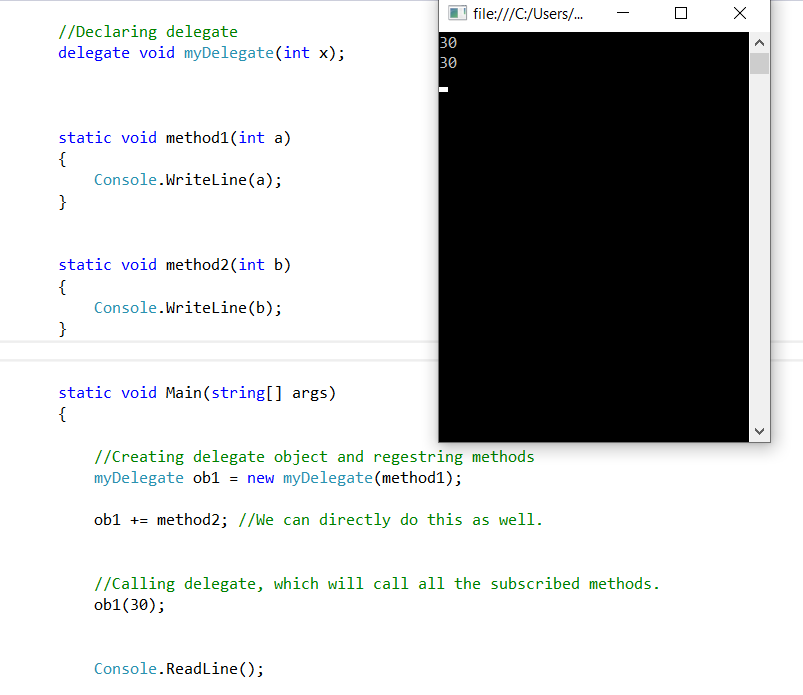 //Declaring delegate
delegate void myDelegate(int x);
static void method1(int a)
{
Console.WriteLine(a);
}
static void method2(int b)
{
Console.WriteLine(b);
}
static void Main(string[] args)
{
//Creating delegate object and regestring methods
myDelegate ob1 = new myDelegate(method1);
ob1 += method2; //We can directly do this as well.
//Calling delegate, which will call all the subscribed methods.
ob1(30);
Console.ReadLine();
file:///C:/Users/...
30
30